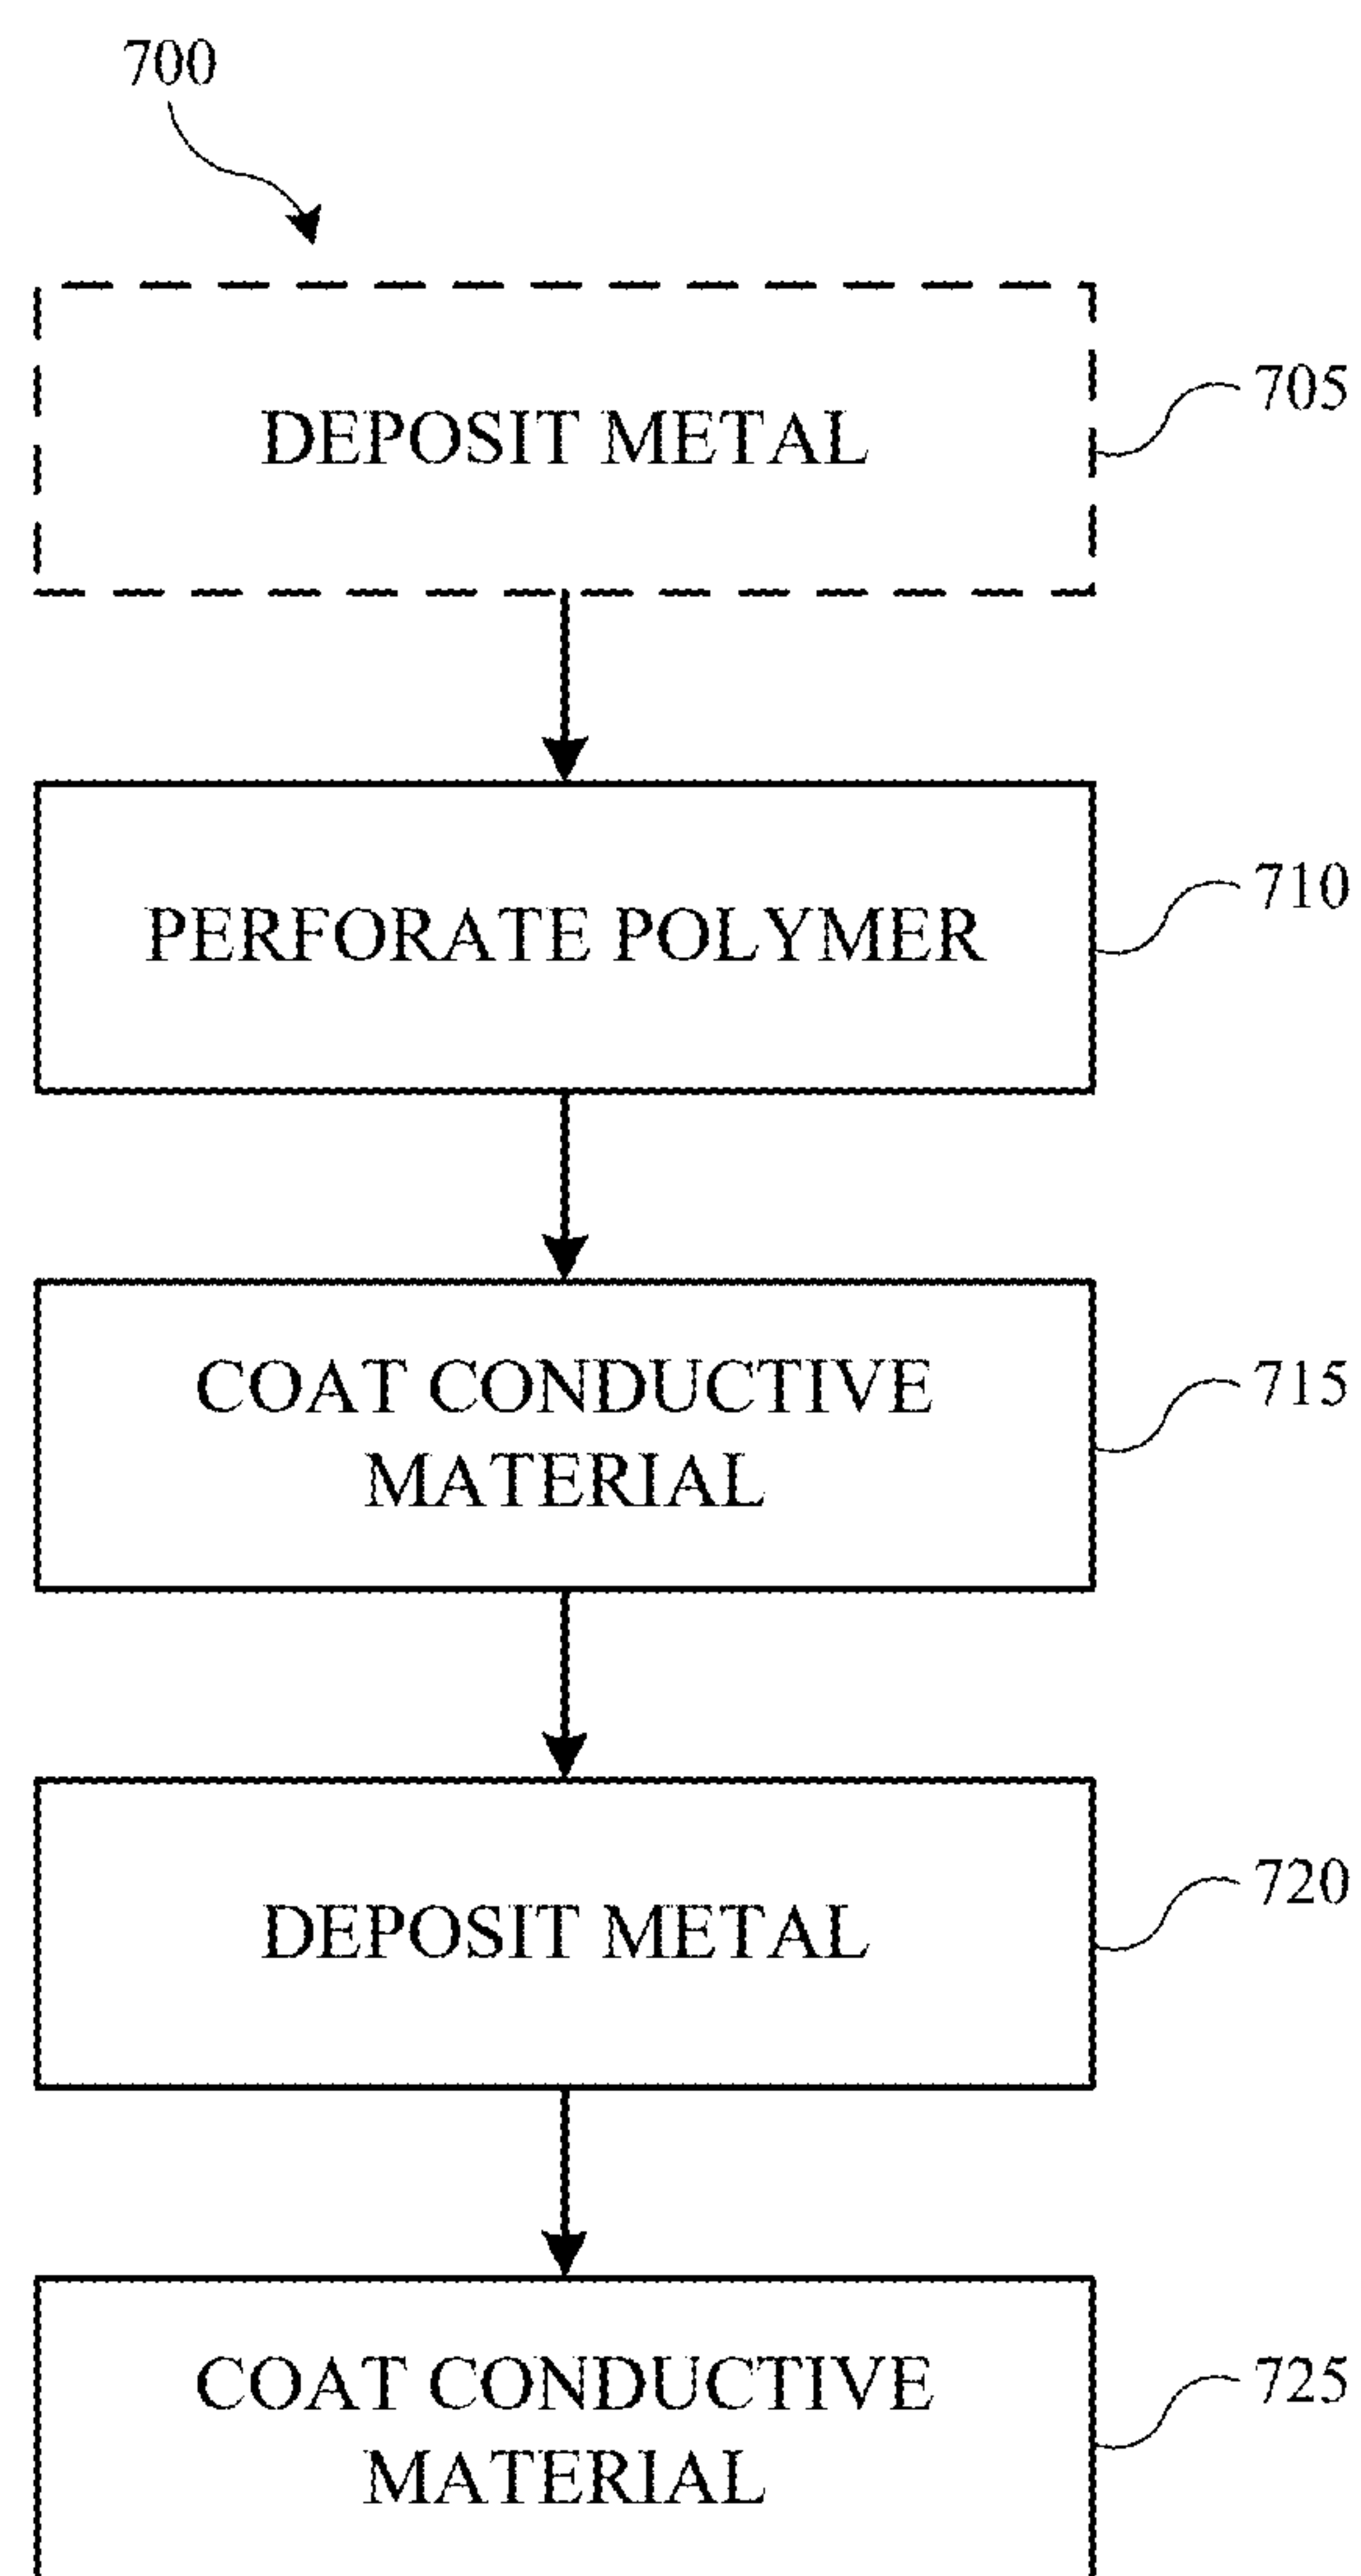 700
DEPOSIT METAL
705
PERFORATE POLYMER
710
COAT CONDUCTIVE
MATERIAL
715
DEPOSIT METAL
720
COAT CONDUCTIVE
MATERIAL
725